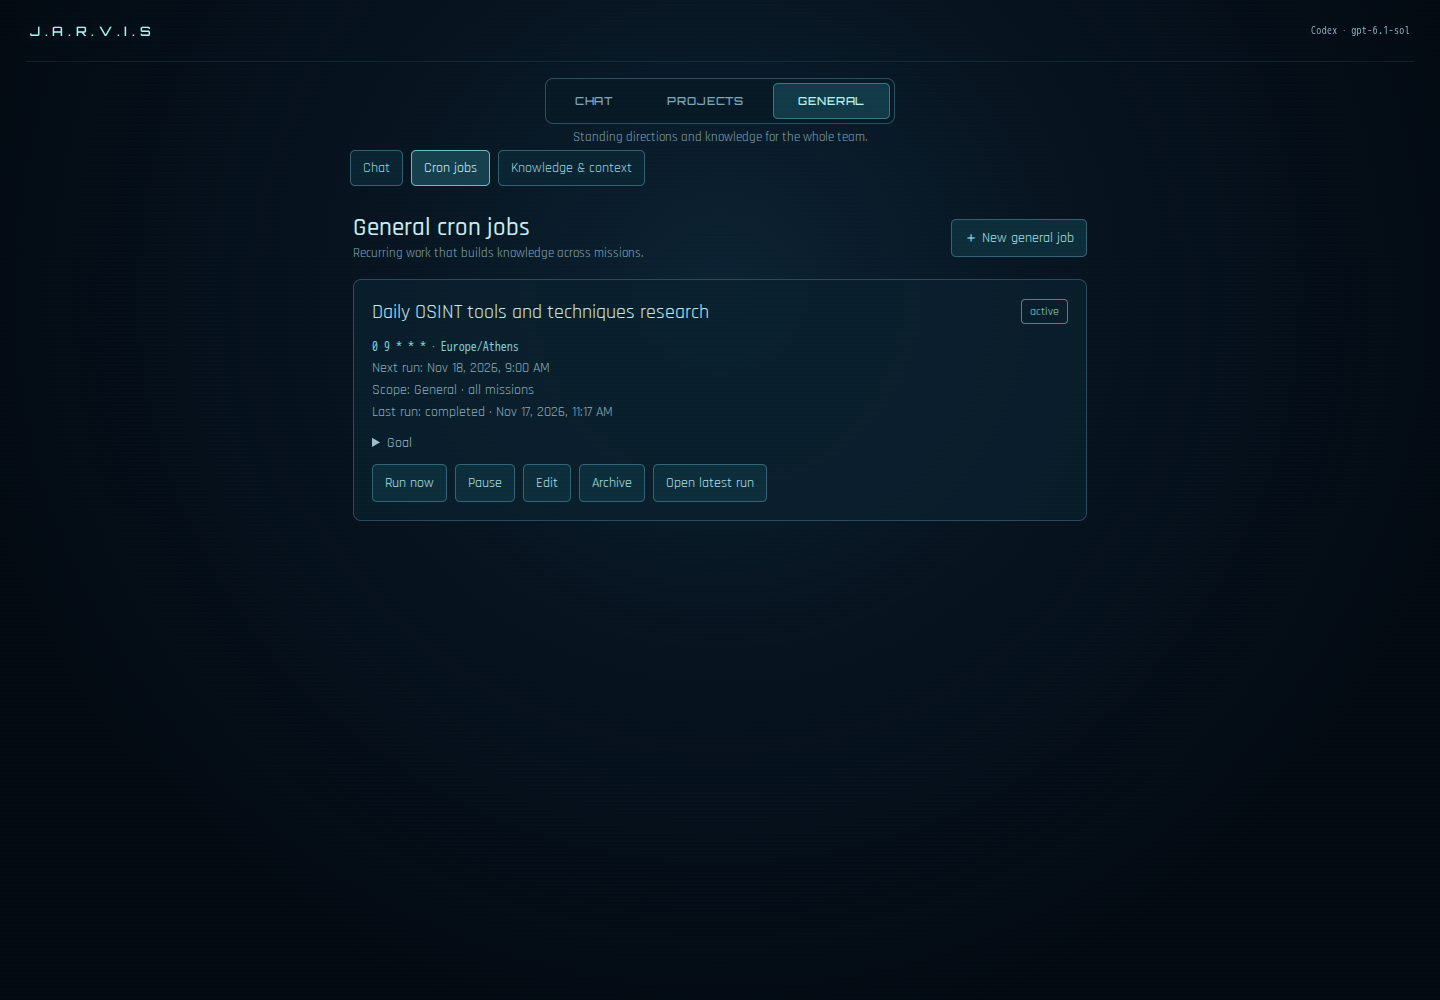 J.A.R.V.I.S
Codex · gpt-6.1-sol
CHAT PROJECTS GENERAL
Standing directions and knowledge for the whole team.
Chat Cron jobs Knowledge & context
General cron jobs
+ New general job
Recurring work that builds knowledge across missions.
Daily OSINT tools and techniques research
active
0 9 * * * · Europe/Athens
Next run: Nov 18, 2026, 9:00 AM
Scope: General · all missions
Last run: completed · Nov 17, 2026, 11:17 AM
Goal
Run now Pause Edit Archive Open latest run